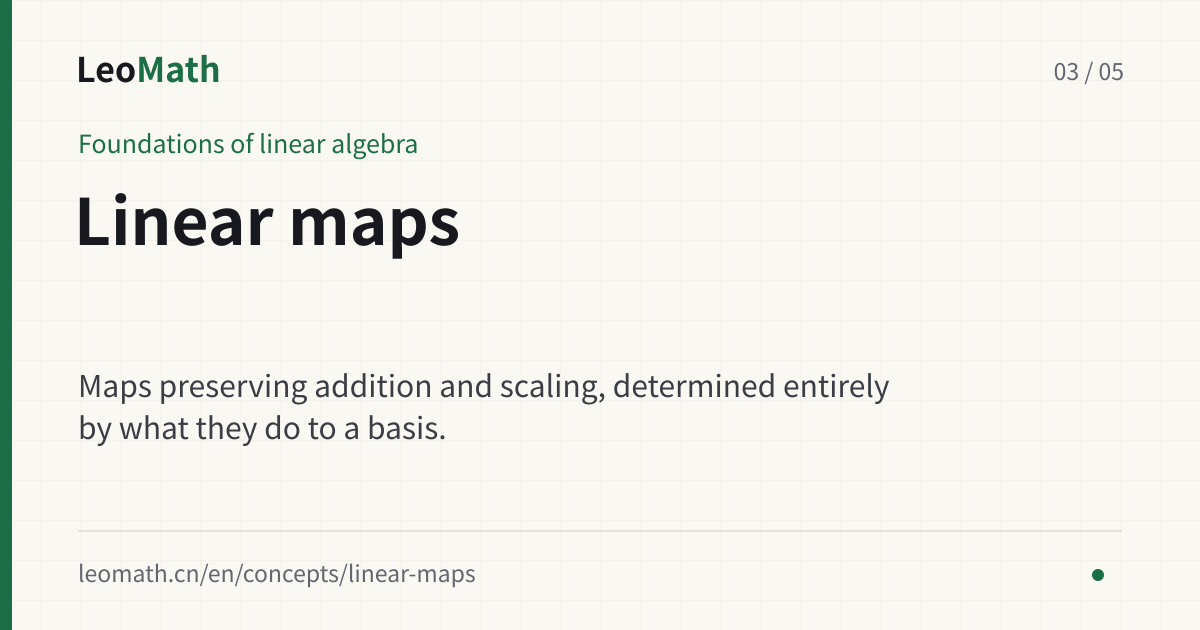 LeoMath
03 / 05
Foundations of linear algebra
Linear maps
Maps preserving addition and scaling, determined entirely
by what they do to a basis.
leomath.cn/en/concepts/linear-maps